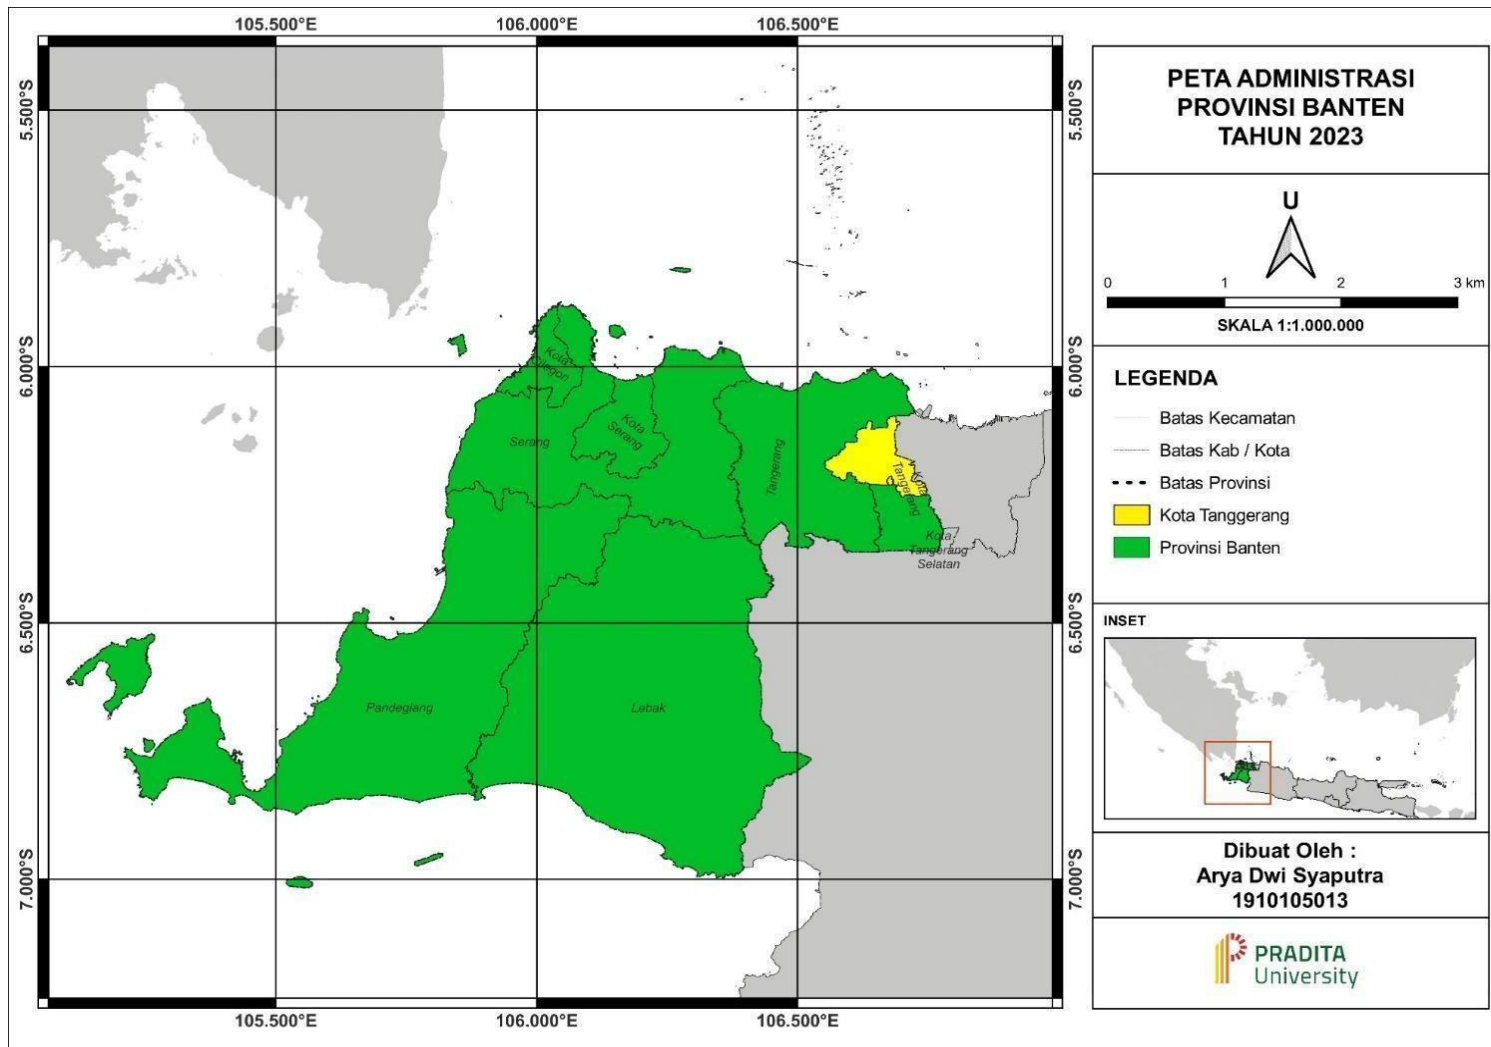 105.500°E
106.000°E
106.500°E
5.500°S
5.500°S
6.000°S
6.000°S
6.500°S
6.500°S
7.000°S
7.000°S
Kota
Cilegon
Serang
Kota
Serang
Tangerang
Kota
Tangerang
Kota
Tangerang
Selatan
Pandeglang
Lebak
105.500°E
106.000°E
106.500°E
PETA ADMINISTRASI
PROVINSI BANTEN
TAHUN 2023
U
0 1 2 3 km
SKALA 1:1.000.000
LEGENDA
Batas Kecamatan
Batas Kab / Kota
Batas Provinsi
Kota Tanggerang
Provinsi Banten
INSET
Dibuat Oleh :
Arya Dwi Syaputra
1910105013
PRADITA
University